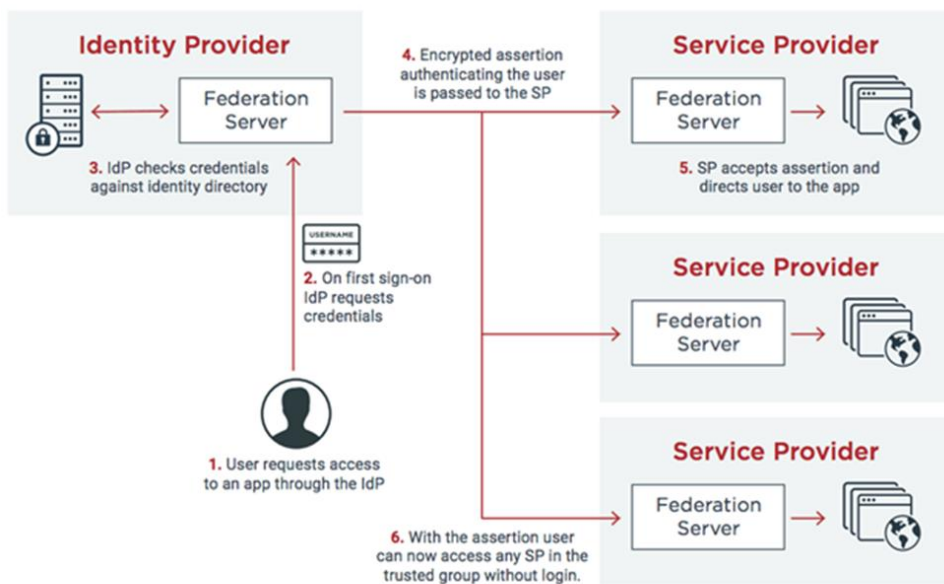 Identity Provider
Federation
Server
3. IdP checks credentials
against identity directory
USERNAME
*****
2. On first sign-on
IdP requests
credentials
1. User requests access
to an app through the IdP
4. Encrypted assertion
authenticating the user
is passed to the SP
Service Provider
Federation
Server
5. SP accepts assertion and
directs user to the app
Service Provider
Federation
Server
Service Provider
Federation
Server
6. With the assertion user
can now access any SP in the
trusted group without login.